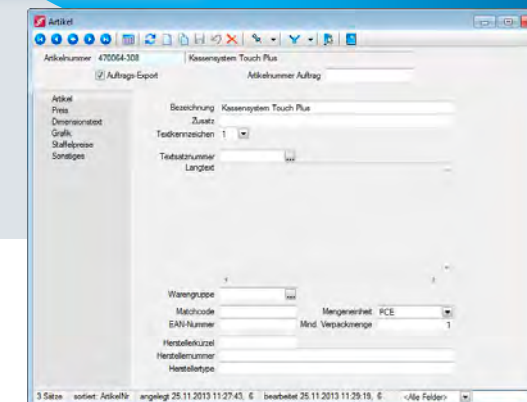 Artikel
Artikelnummer 470064-308 Kassensystem Touch Plus
Auftrags-Export Artikelnummer Auftrag
Artikel
Preis
Dimensionstext
Grafik
Staffelpreise
Sonstiges
Bezeichnung Kassensystem Touch Plus
Zusatz
Textkennzeichen 1
Textsatznummer ...
Langtext
Warengruppe ...
Matchcode Mengeneinheit PCE
EAN-Nummer Mind. Verpackmenge 1
Herstellerkürzel
Herstellernummer
Herstellertype
3 Sätze sortiert: ArtikelNr angelegt 25.11.2013 11:27:43, 6 bearbeitet 25.11.2013 11:29:19, 6 <Alle Felder>